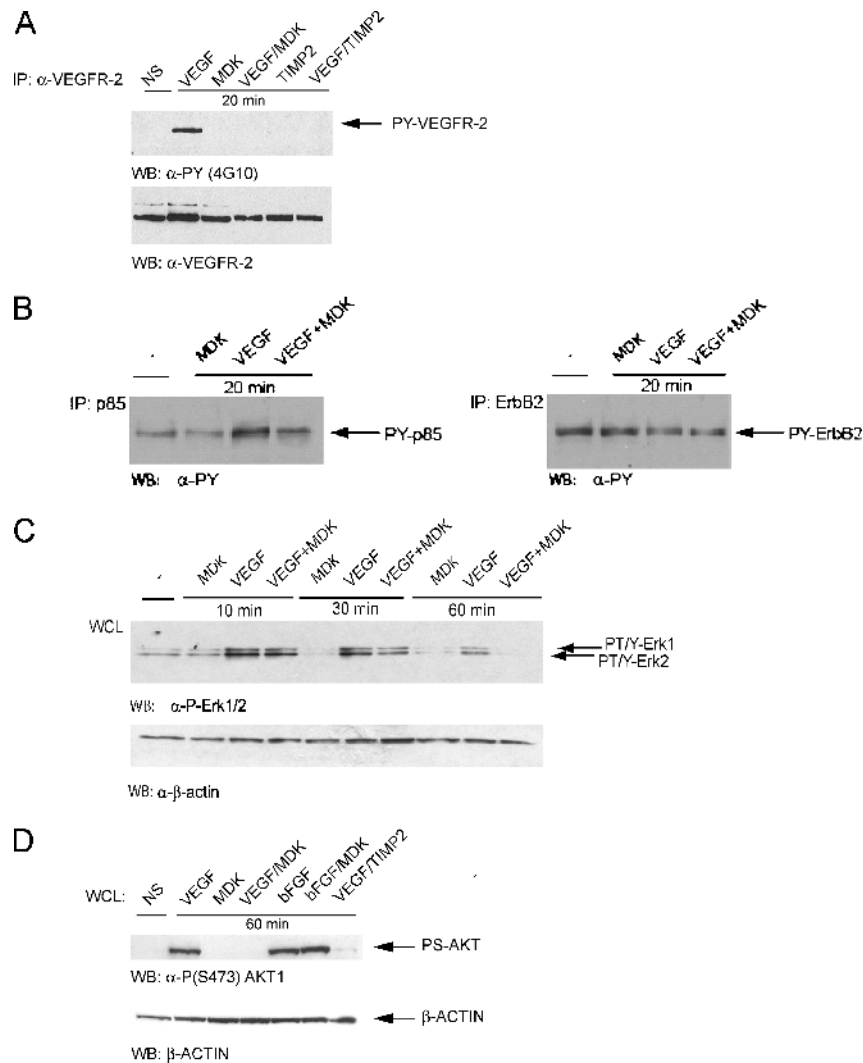 A
IP: α-VEGFR-2
NS VEGF MDK VEGF/MDK TIMP2 VEGF/TIMP2
20 min
PY-VEGFR-2
WB: α-PY (4G10)
WB: α-VEGFR-2
B
- MDK VEGF VEGF+MDK
20 min
IP: p85
PY-p85
WB: α-PY
MDK VEGF VEGF+MDK
20 min
IP: ErbB2
PY-ErbB2
WB: α-PY
C
- MDK VEGF VEGF+MDK MDK VEGF VEGF+MDK MDK VEGF VEGF+MDK
10 min 30 min 60 min
WCL
PT/Y-Erk1
PT/Y-Erk2
WB: α-P-Erk1/2
WB: α-β-actin
D
WCL:
NS VEGF MDK VEGF/MDK bFGF bFGF/MDK VEGF/TIMP2
60 min
PS-AKT
WB: α-P(S473) AKT1
β-ACTIN
WB: β-ACTIN